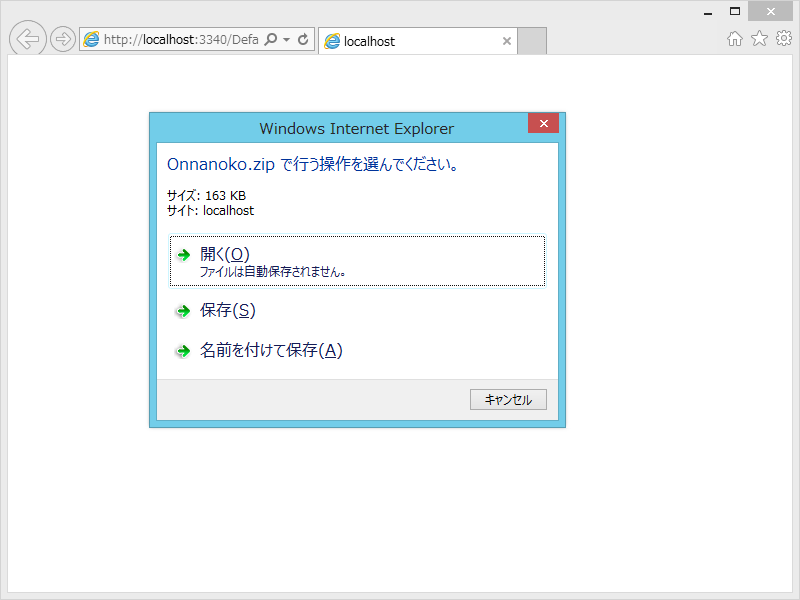 http://localhost:3340/Defa
localhost
Windows Internet Explorer
Onnanoko.zip で行う操作を選んでください。
サイズ: 163 KB
サイト: localhost
開く(O)
ファイルは自動保存されません。
保存(S)
名前を付けて保存(A)
キャンセル